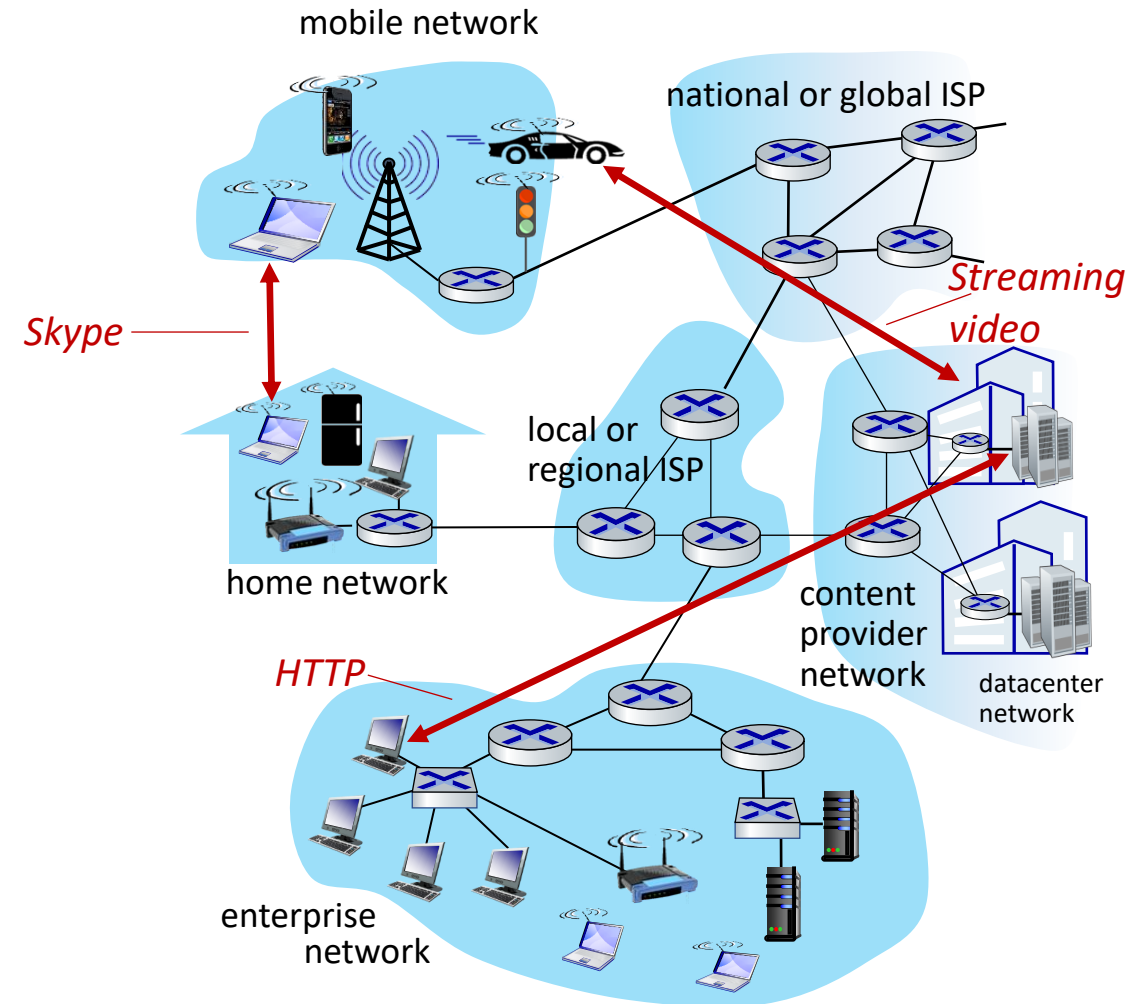 mobile network
national or global ISP
Streaming
video
Skype
local or
regional ISP
home network
content
provider
network
datacenter
network
HTTP
enterprise
network